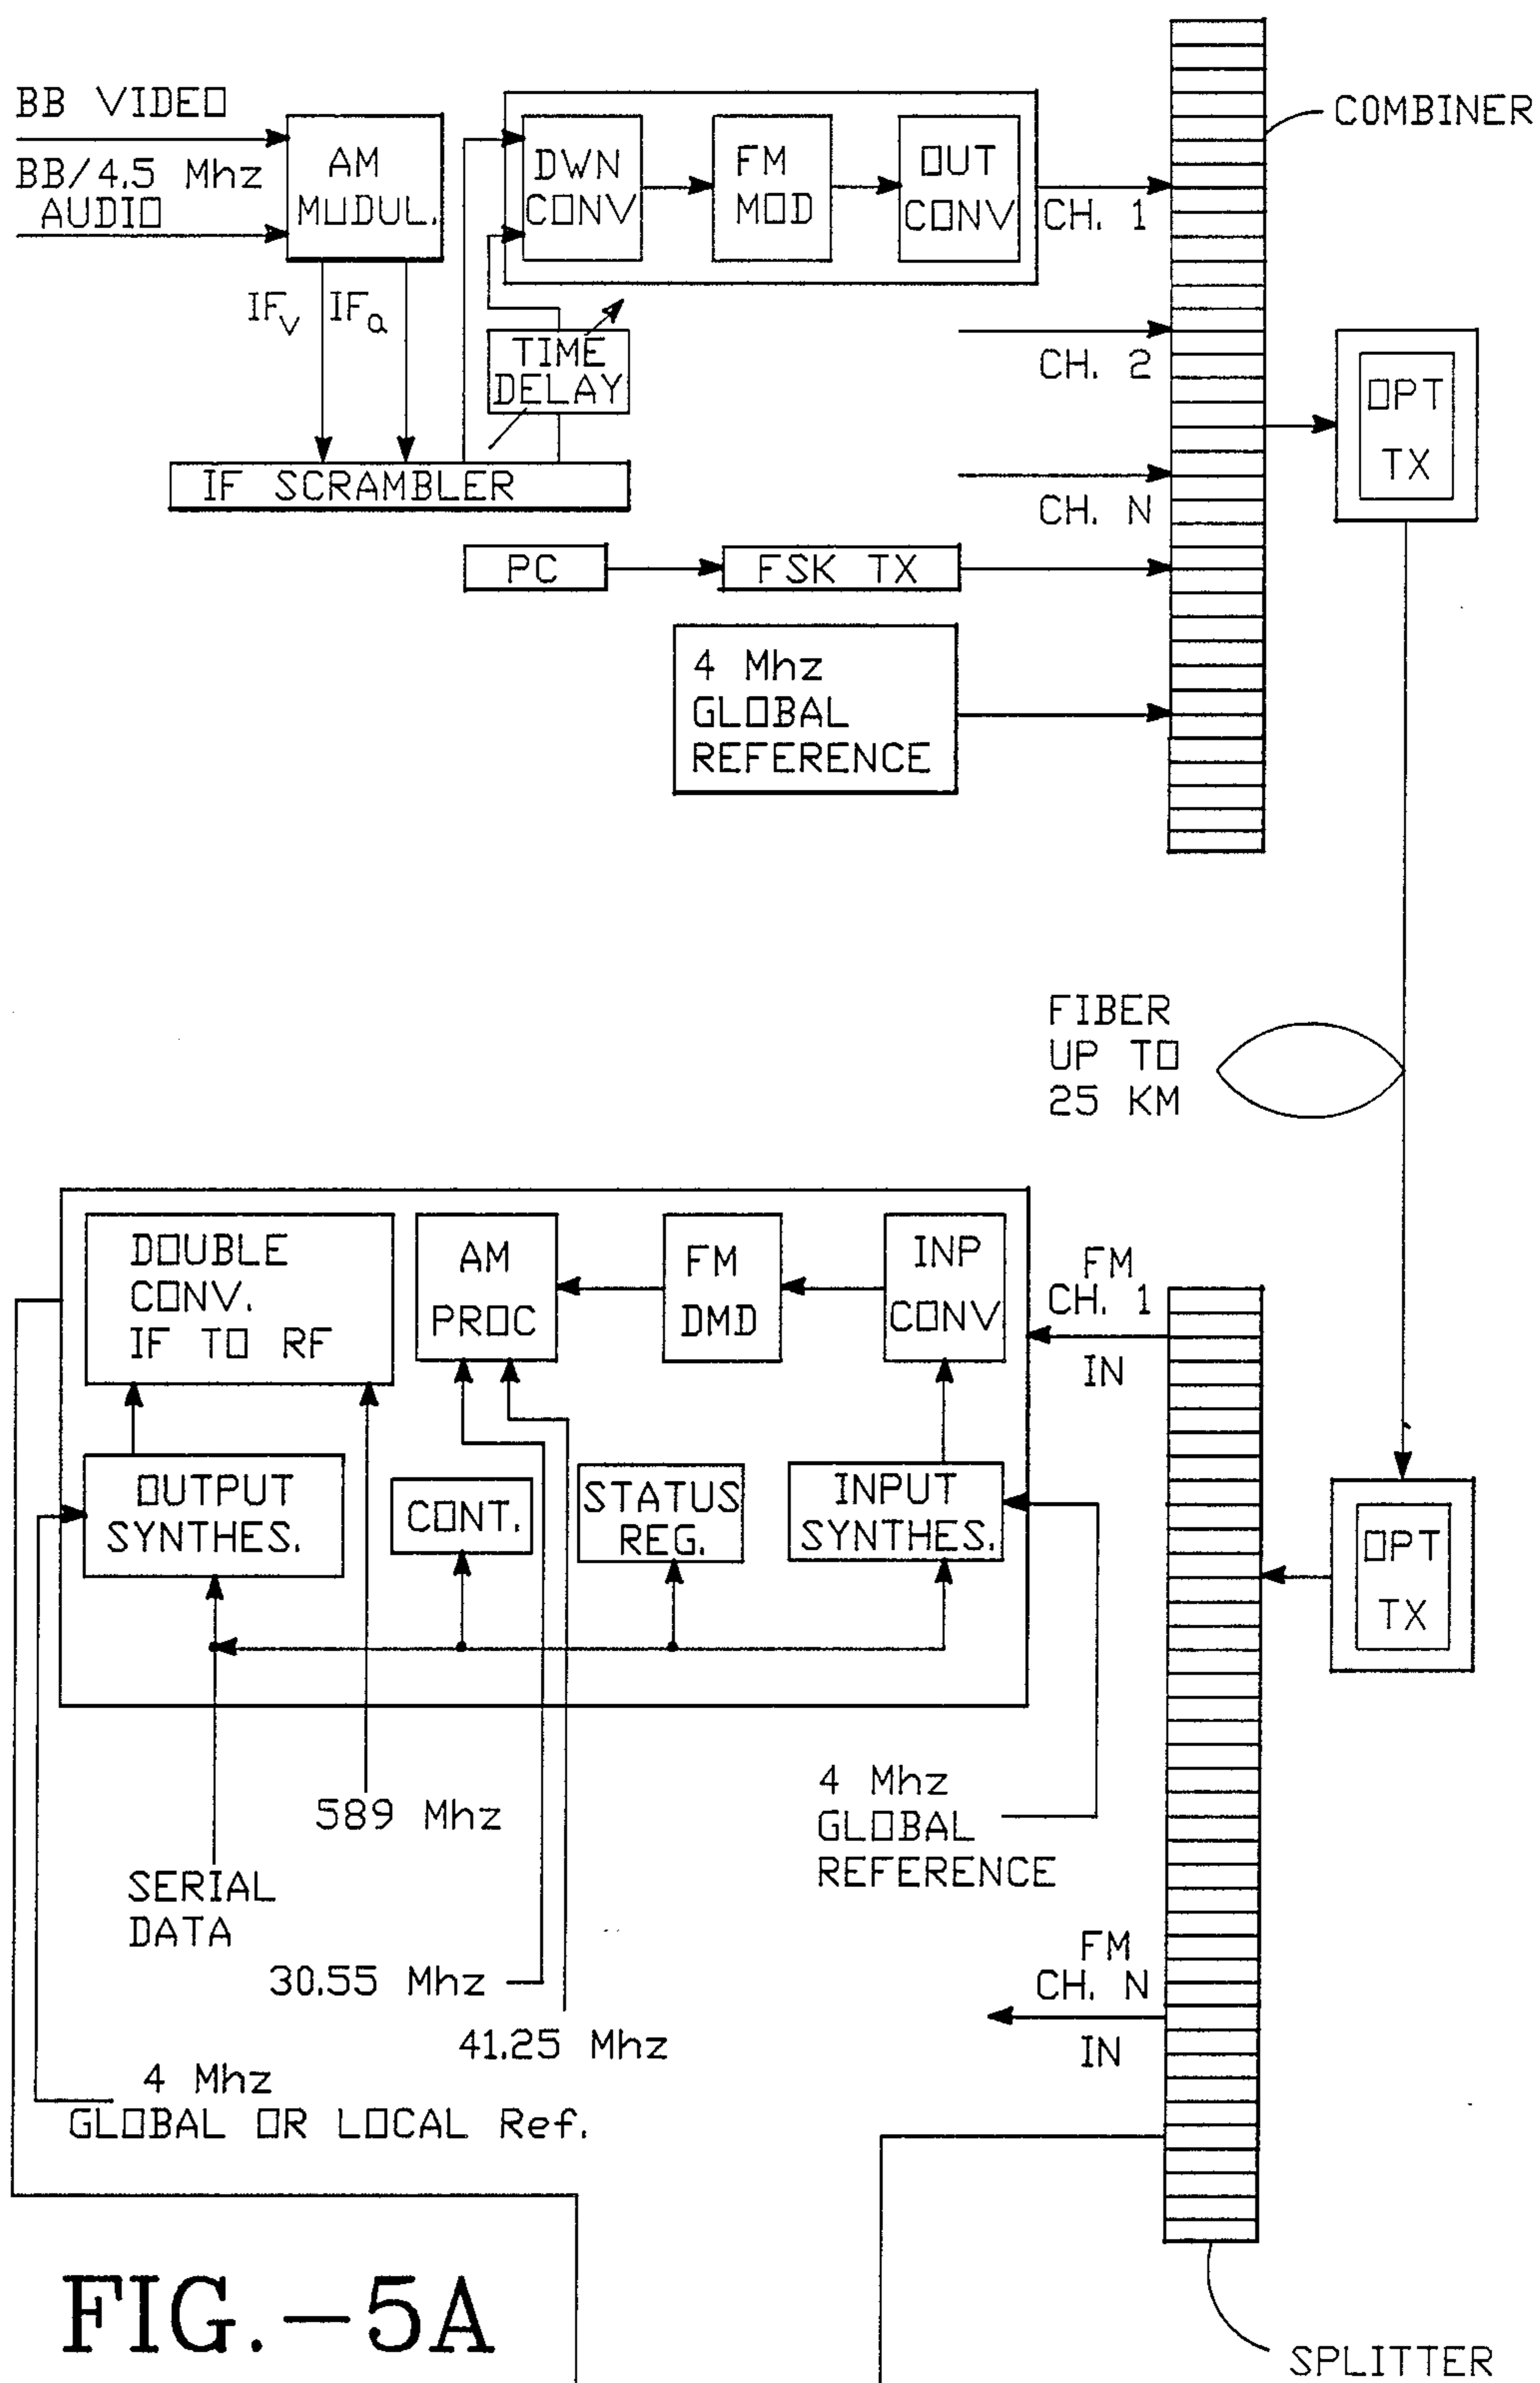 BB VIDEO
BB/4.5 Mhz
AUDIO
AM
MODUL.
DWN
CONV
FM
MOD
OUT
CONV
CH. 1
COMBINER
IFv
IFa
TIME
DELAY
CH. 2
OPT
TX
IF SCRAMBLER
CH. N
PC
FSK TX
4 Mhz
GLOBAL
REFERENCE
FIBER
UP TO
25 KM
DOUBLE
CONV.
IF TO RF
AM
PROC
FM
DMD
INP
CONV
FM
CH. 1
IN
OUTPUT
SYNTHES.
CONT.
STATUS
REG.
INPUT
SYNTHES.
OPT
TX
589 Mhz
4 Mhz
GLOBAL
REFERENCE
SERIAL
DATA
30.55 Mhz
FM
CH. N
IN
41.25 Mhz
4 Mhz
GLOBAL OR LOCAL Ref.
FIG.-5A
SPLITTER